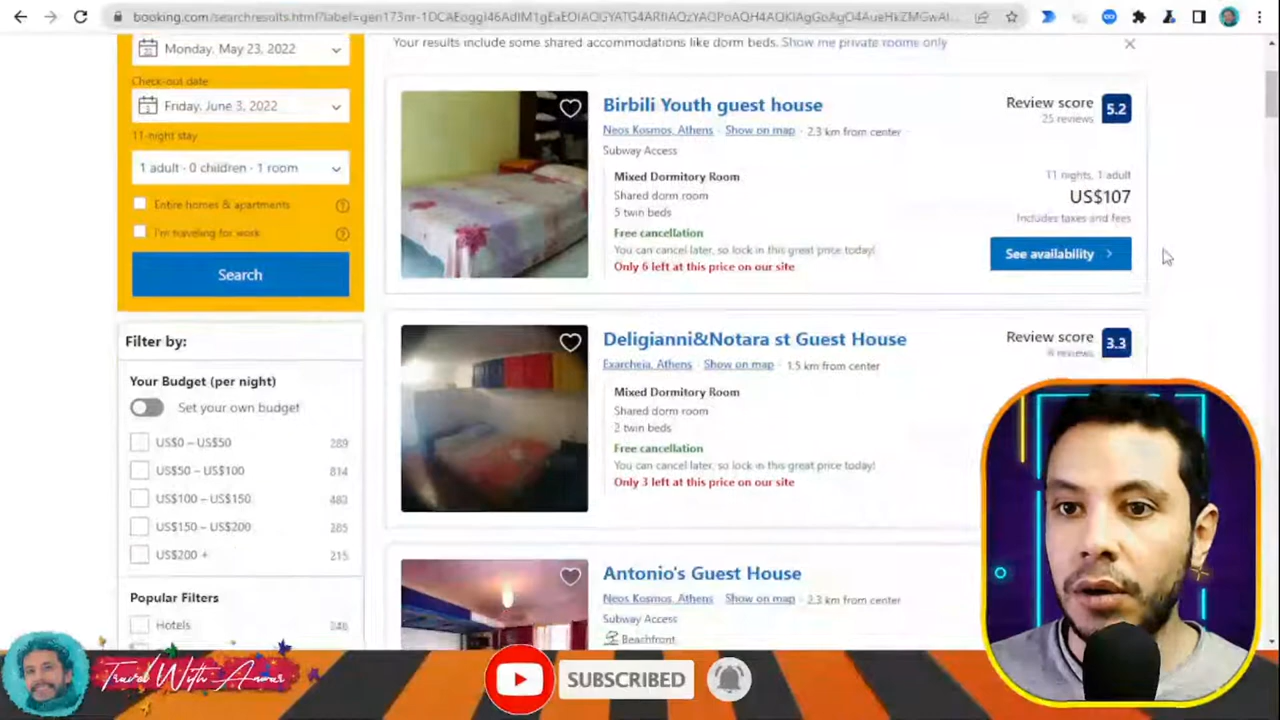 booking.com/searchresults.html?label=gen173nr-
Monday, May 23, 2022
Check-out date
Friday, June 3, 2022
11-night stay
1 adult · 0 children · 1 room
Entire homes & apartments
I'm traveling for work
Search
Filter by:
Your Budget (per night)
Set your own budget
US$0 – US$50 289
US$50 – US$100 814
US$100 – US$150 483
US$150 – US$200 285
US$200 + 215
Popular Filters
Hotels 346
Your results include some shared accommodations like dorm beds. Show me private rooms only
Birbili Youth guest house
Neos Kosmos, Athens Show on map · 2.3 km from center
Subway Access
Mixed Dormitory Room
Shared dorm room
5 twin beds
Free cancellation
You can cancel later, so lock in this great price today!
Only 6 left at this price on our site
Review score 5.2
25 reviews
11 nights, 1 adult
US$107
Includes taxes and fees
See availability
Deligianni&Notara st Guest House
Exarcheia, Athens Show on map · 1.5 km from center
Mixed Dormitory Room
Shared dorm room
2 twin beds
Free cancellation
You can cancel later, so lock in this great price today!
Only 3 left at this price on our site
Review score 3.3
reviews
Antonio's Guest House
Neos Kosmos, Athens Show on map · 2.3 km from center
Subway Access
Beachfront
Travel With Anwar
SUBSCRIBED